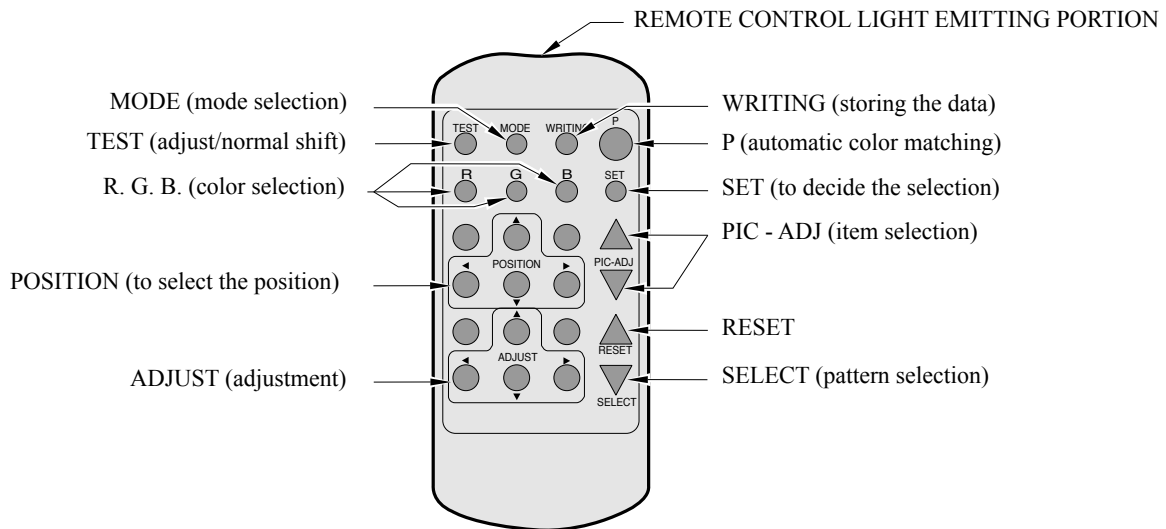 REMOTE CONTROL LIGHT EMITTING PORTION
MODE (mode selection)
WRITING (storing the data)
TEST (adjust/normal shift)
P (automatic color matching)
R. G. B. (color selection)
SET (to decide the selection)
PIC - ADJ (item selection)
POSITION (to select the position)
RESET
ADJUST (adjustment)
SELECT (pattern selection)
TEST MODE WRITING P
R G B SET
POSITION PIC-ADJ
ADJUST RESET
SELECT